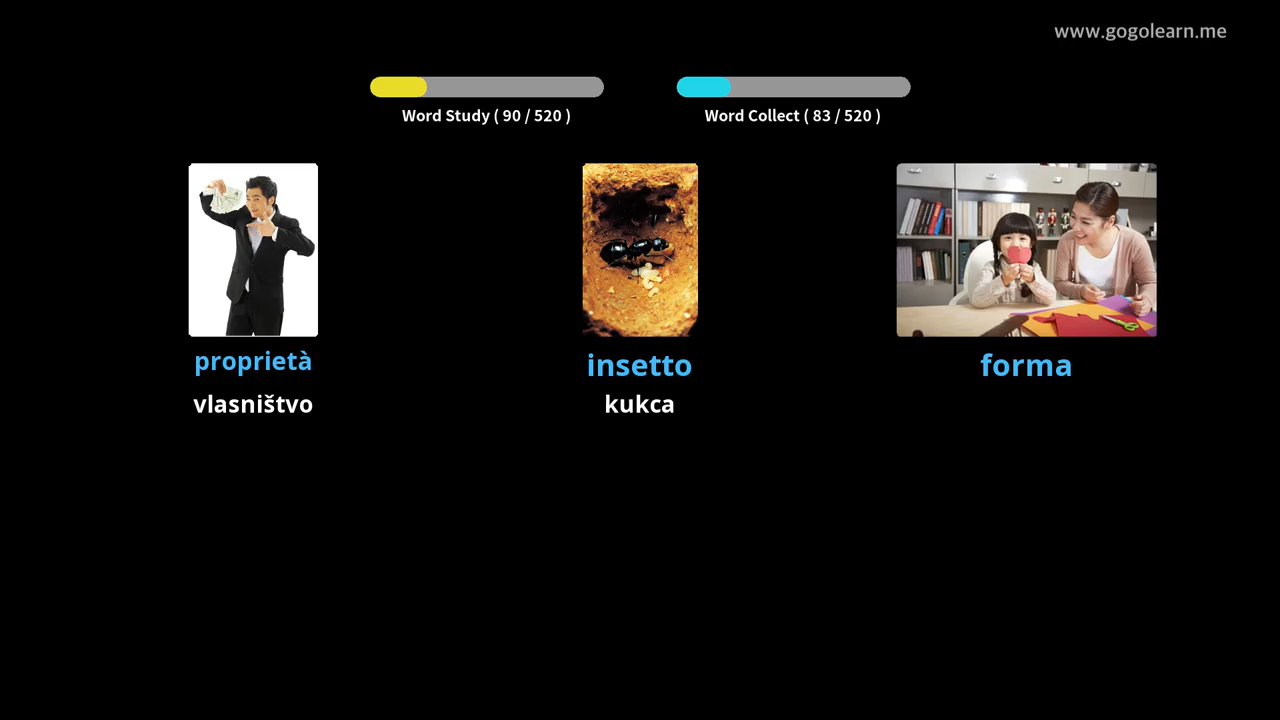 www.gogolearn.me
Word Study ( 90 / 520 )
Word Collect ( 83 / 520 )
proprietà
insetto
forma
vlasništvo
kukca